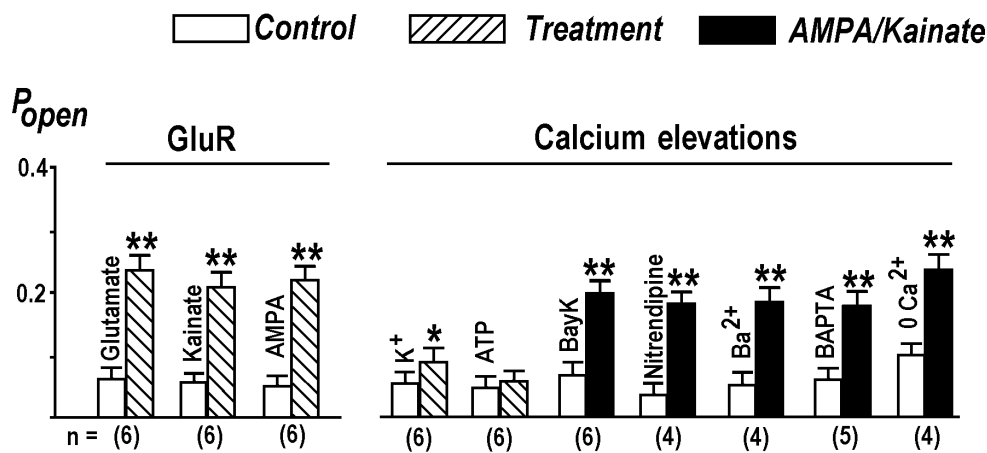 Control Treatment AMPA/Kainate
Popen
GluR Calcium elevations
0.4
0.2
Glutamate ** Kainate ** AMPA ** K+ * ATP BayK ** Nitrendipine ** Ba2+ ** BAPTA ** 0 Ca2+ **
n = (6) (6) (6) (6) (6) (6) (4) (4) (5) (4)